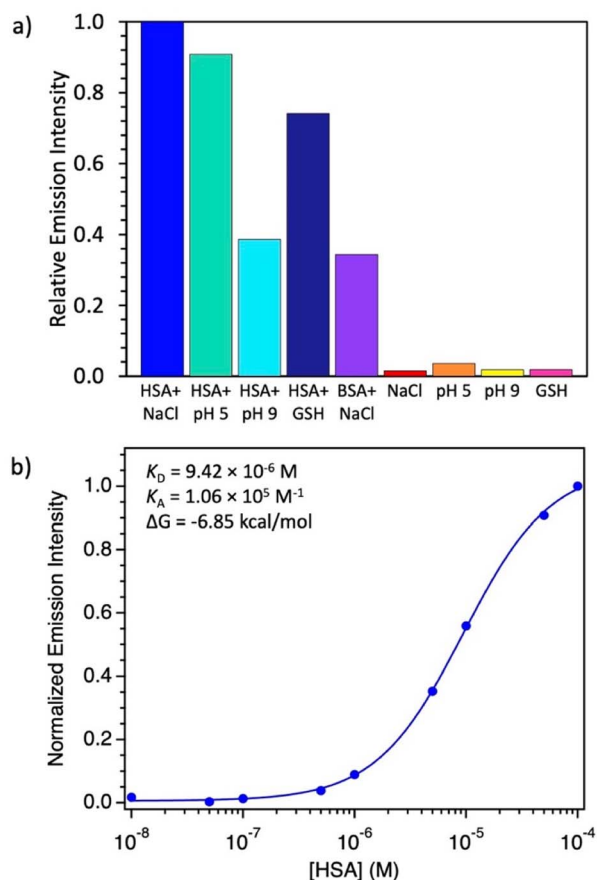 a)
Relative Emission Intensity
1.0
0.8
0.6
0.4
0.2
0.0
HSA+ HSA+ HSA+ HSA+ BSA+ NaCl pH 5 pH 9 GSH
NaCl pH 5 pH 9 GSH NaCl
b)
Normalized Emission Intensity
K_D = 9.42 × 10⁻⁶ M
K_A = 1.06 × 10⁵ M⁻¹
ΔG = -6.85 kcal/mol
1.0
0.8
0.6
0.4
0.2
0.0
10⁻⁸ 10⁻⁷ 10⁻⁶ 10⁻⁵ 10⁻⁴
[HSA] (M)